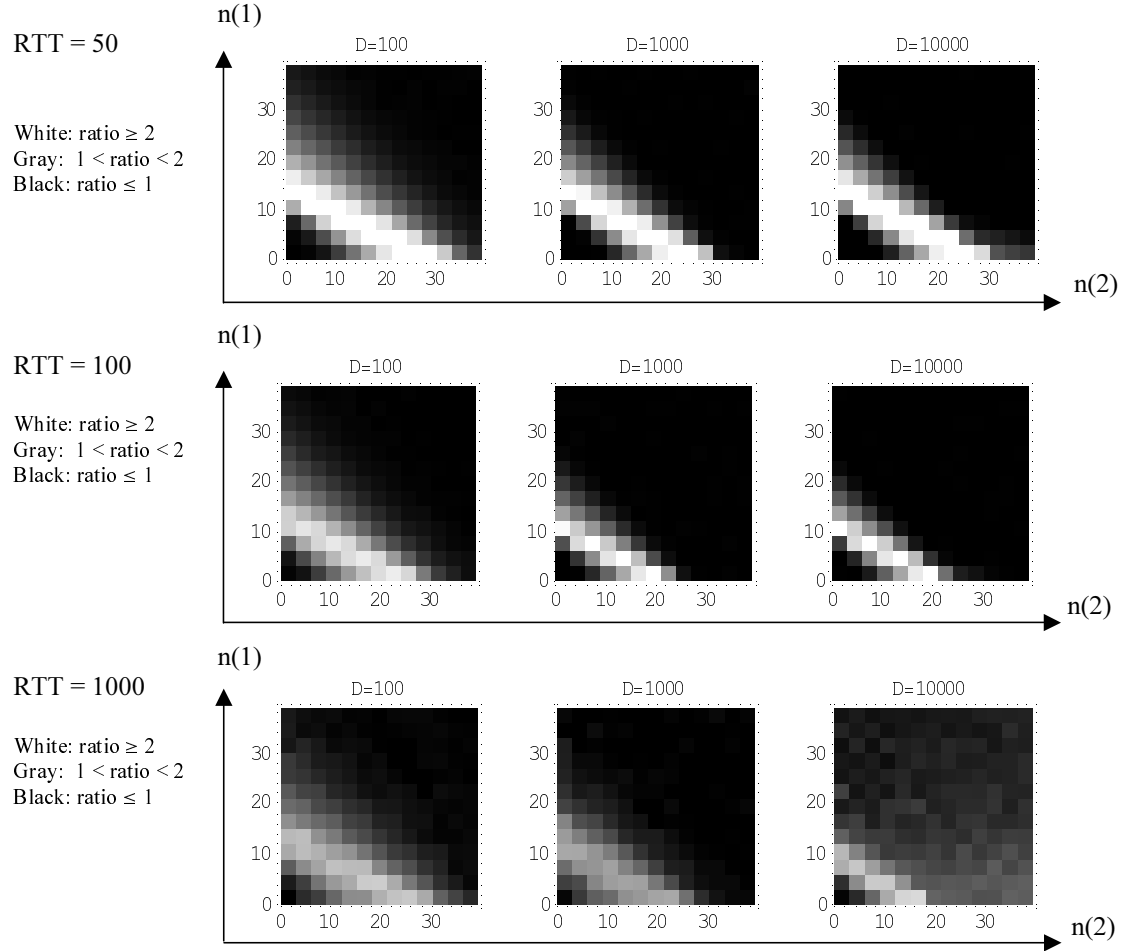 n(1)
RTT = 50
D=100 D=1000 D=10000
White: ratio ≥ 2
Gray: 1 < ratio < 2
Black: ratio ≤ 1
30 30 30
20 20 20
10 10 10
0 0 0
0 10 20 30 0 10 20 30 0 10 20 30
n(2)
n(1)
RTT = 100
D=100 D=1000 D=10000
White: ratio ≥ 2
Gray: 1 < ratio < 2
Black: ratio ≤ 1
30 30 30
20 20 20
10 10 10
0 0 0
0 10 20 30 0 10 20 30 0 10 20 30
n(2)
n(1)
RTT = 1000
D=100 D=1000 D=10000
White: ratio ≥ 2
Gray: 1 < ratio < 2
Black: ratio ≤ 1
30 30 30
20 20 20
10 10 10
0 0 0
0 10 20 30 0 10 20 30 0 10 20 30
n(2)